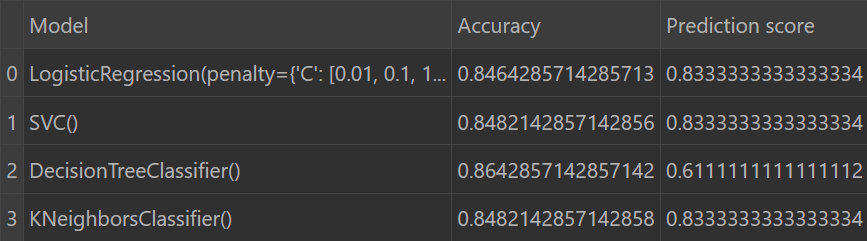 Model Accuracy Prediction score
0 LogisticRegression(penalty={'C': [0.01, 0.1, 1... 0.8464285714285713 0.8333333333333334
1 SVC() 0.8482142857142856 0.8333333333333334
2 DecisionTreeClassifier() 0.8642857142857142 0.6111111111111112
3 KNeighborsClassifier() 0.8482142857142858 0.8333333333333334